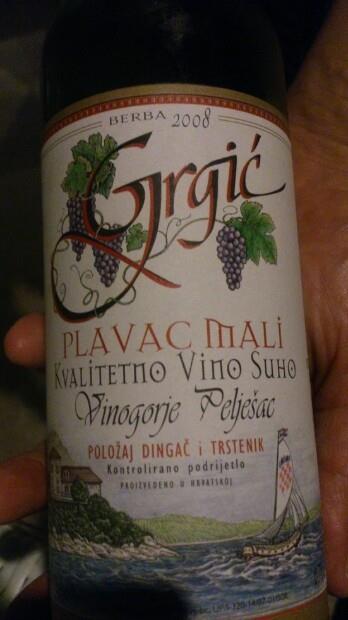 BERBA 2008
Grgić
PLAVAC MALI
KVALITETNO VINO SUHO
Vinogorje Pelješac
POLOŽAJ DINGAČ i TRSTENIK
Kontrolirano podrijetlo
PROIZVEDENO U HRVATSKOJ